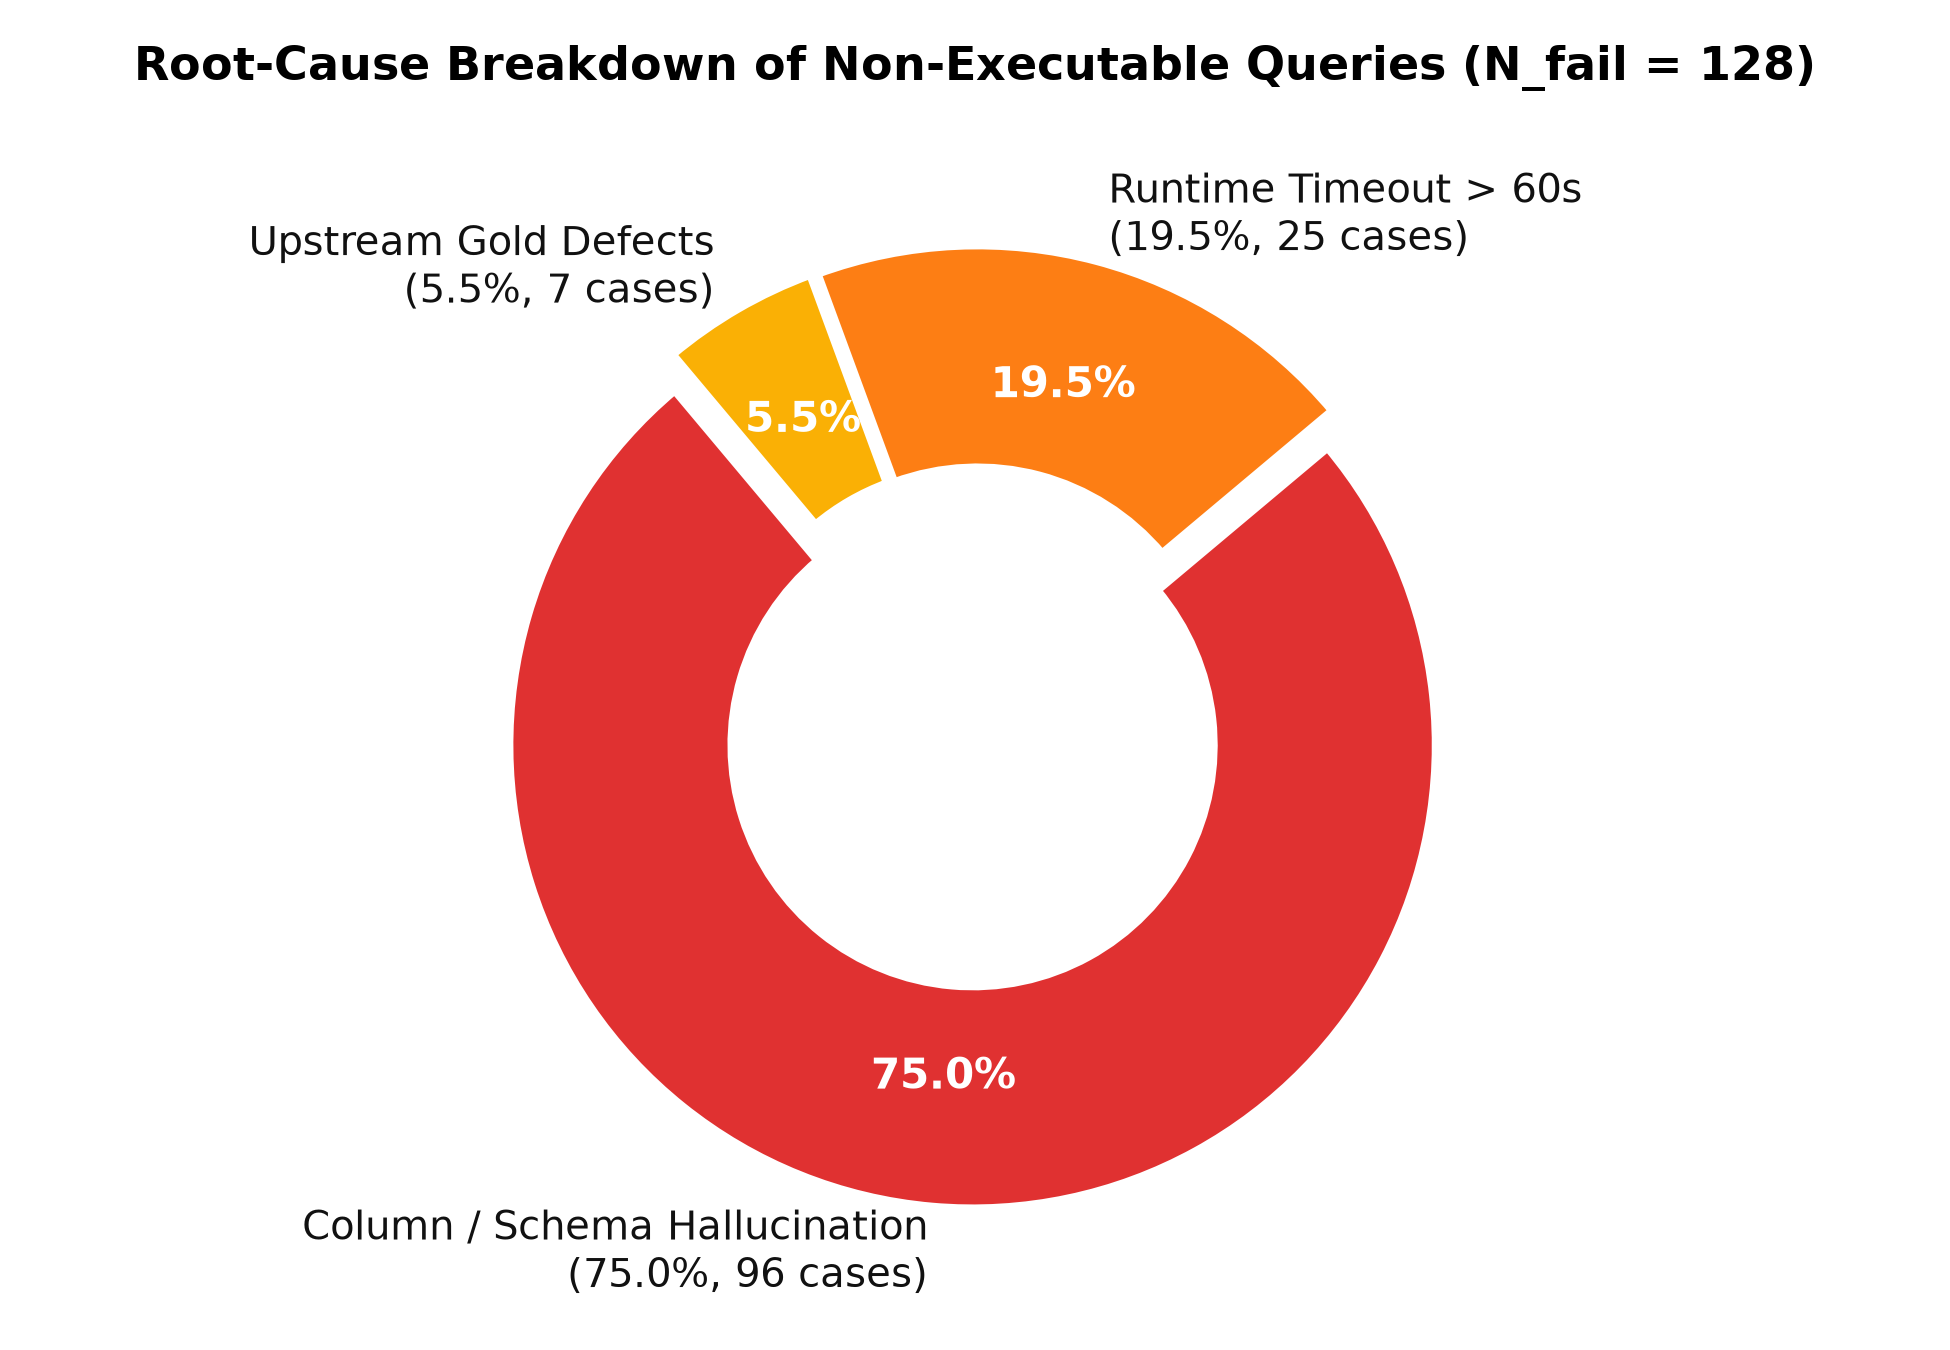 Root-Cause Breakdown of Non-Executable Queries (N_fail = 128)
Runtime Timeout > 60s
(19.5%, 25 cases)
Upstream Gold Defects
(5.5%, 7 cases)
19.5%
5.5%
75.0%
Column / Schema Hallucination
(75.0%, 96 cases)